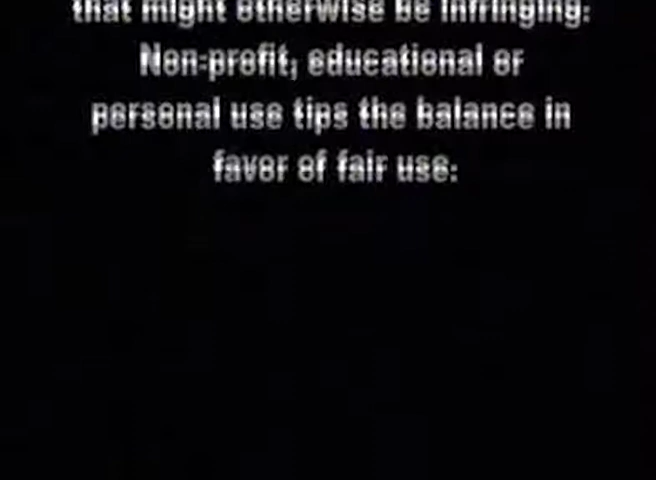 that might otherwise be infringing.
Non-profit, educational or
personal use tips the balance in
favor of fair use.